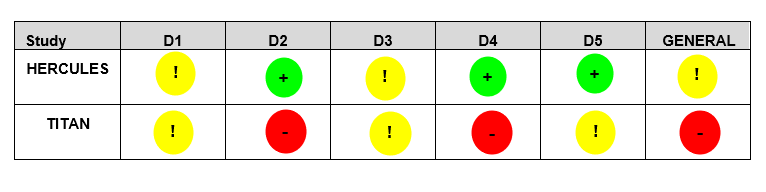 Study D1 D2 D3 D4 D5 GENERAL
HERCULES ! + ! + + !
TITAN ! - ! - ! -